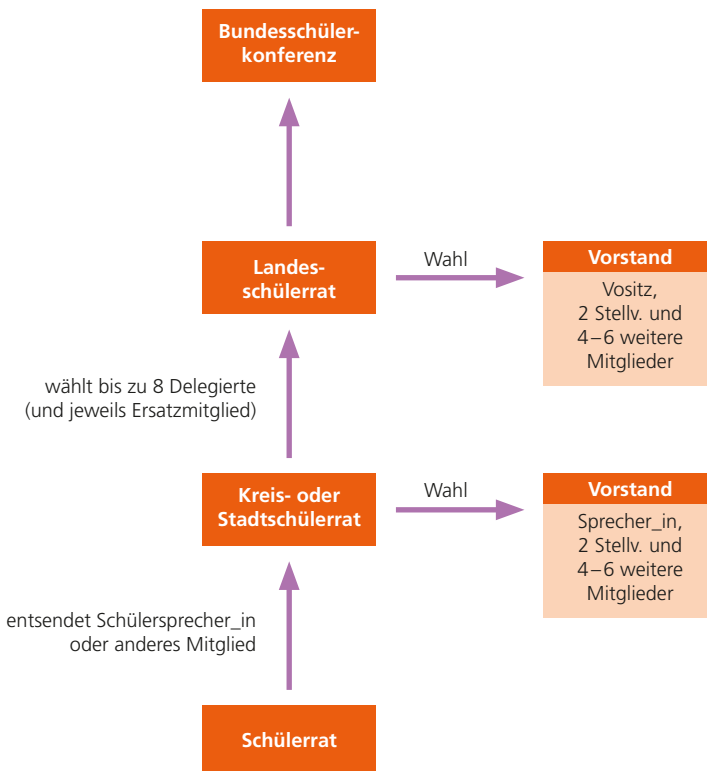 Bundesschüler-
konferenz
Landes-
schülerrat
Wahl
Vorstand
Vositz,
2 Stellv. und
4–6 weitere
Mitglieder
wählt bis zu 8 Delegierte
(und jeweils Ersatzmitglied)
Kreis- oder
Stadtschülerrat
Wahl
Vorstand
Sprecher_in,
2 Stellv. und
4–6 weitere
Mitglieder
entsendet Schülersprecher_in
oder anderes Mitglied
Schülerrat